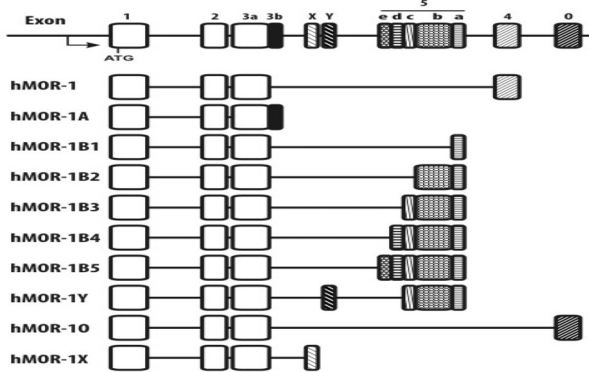 5
Exon 1 2 3a 3b X Y e d c b a 4 0
ATG
hMOR-1
hMOR-1A
hMOR-1B1
hMOR-1B2
hMOR-1B3
hMOR-1B4
hMOR-1B5
hMOR-1Y
hMOR-1O
hMOR-1X